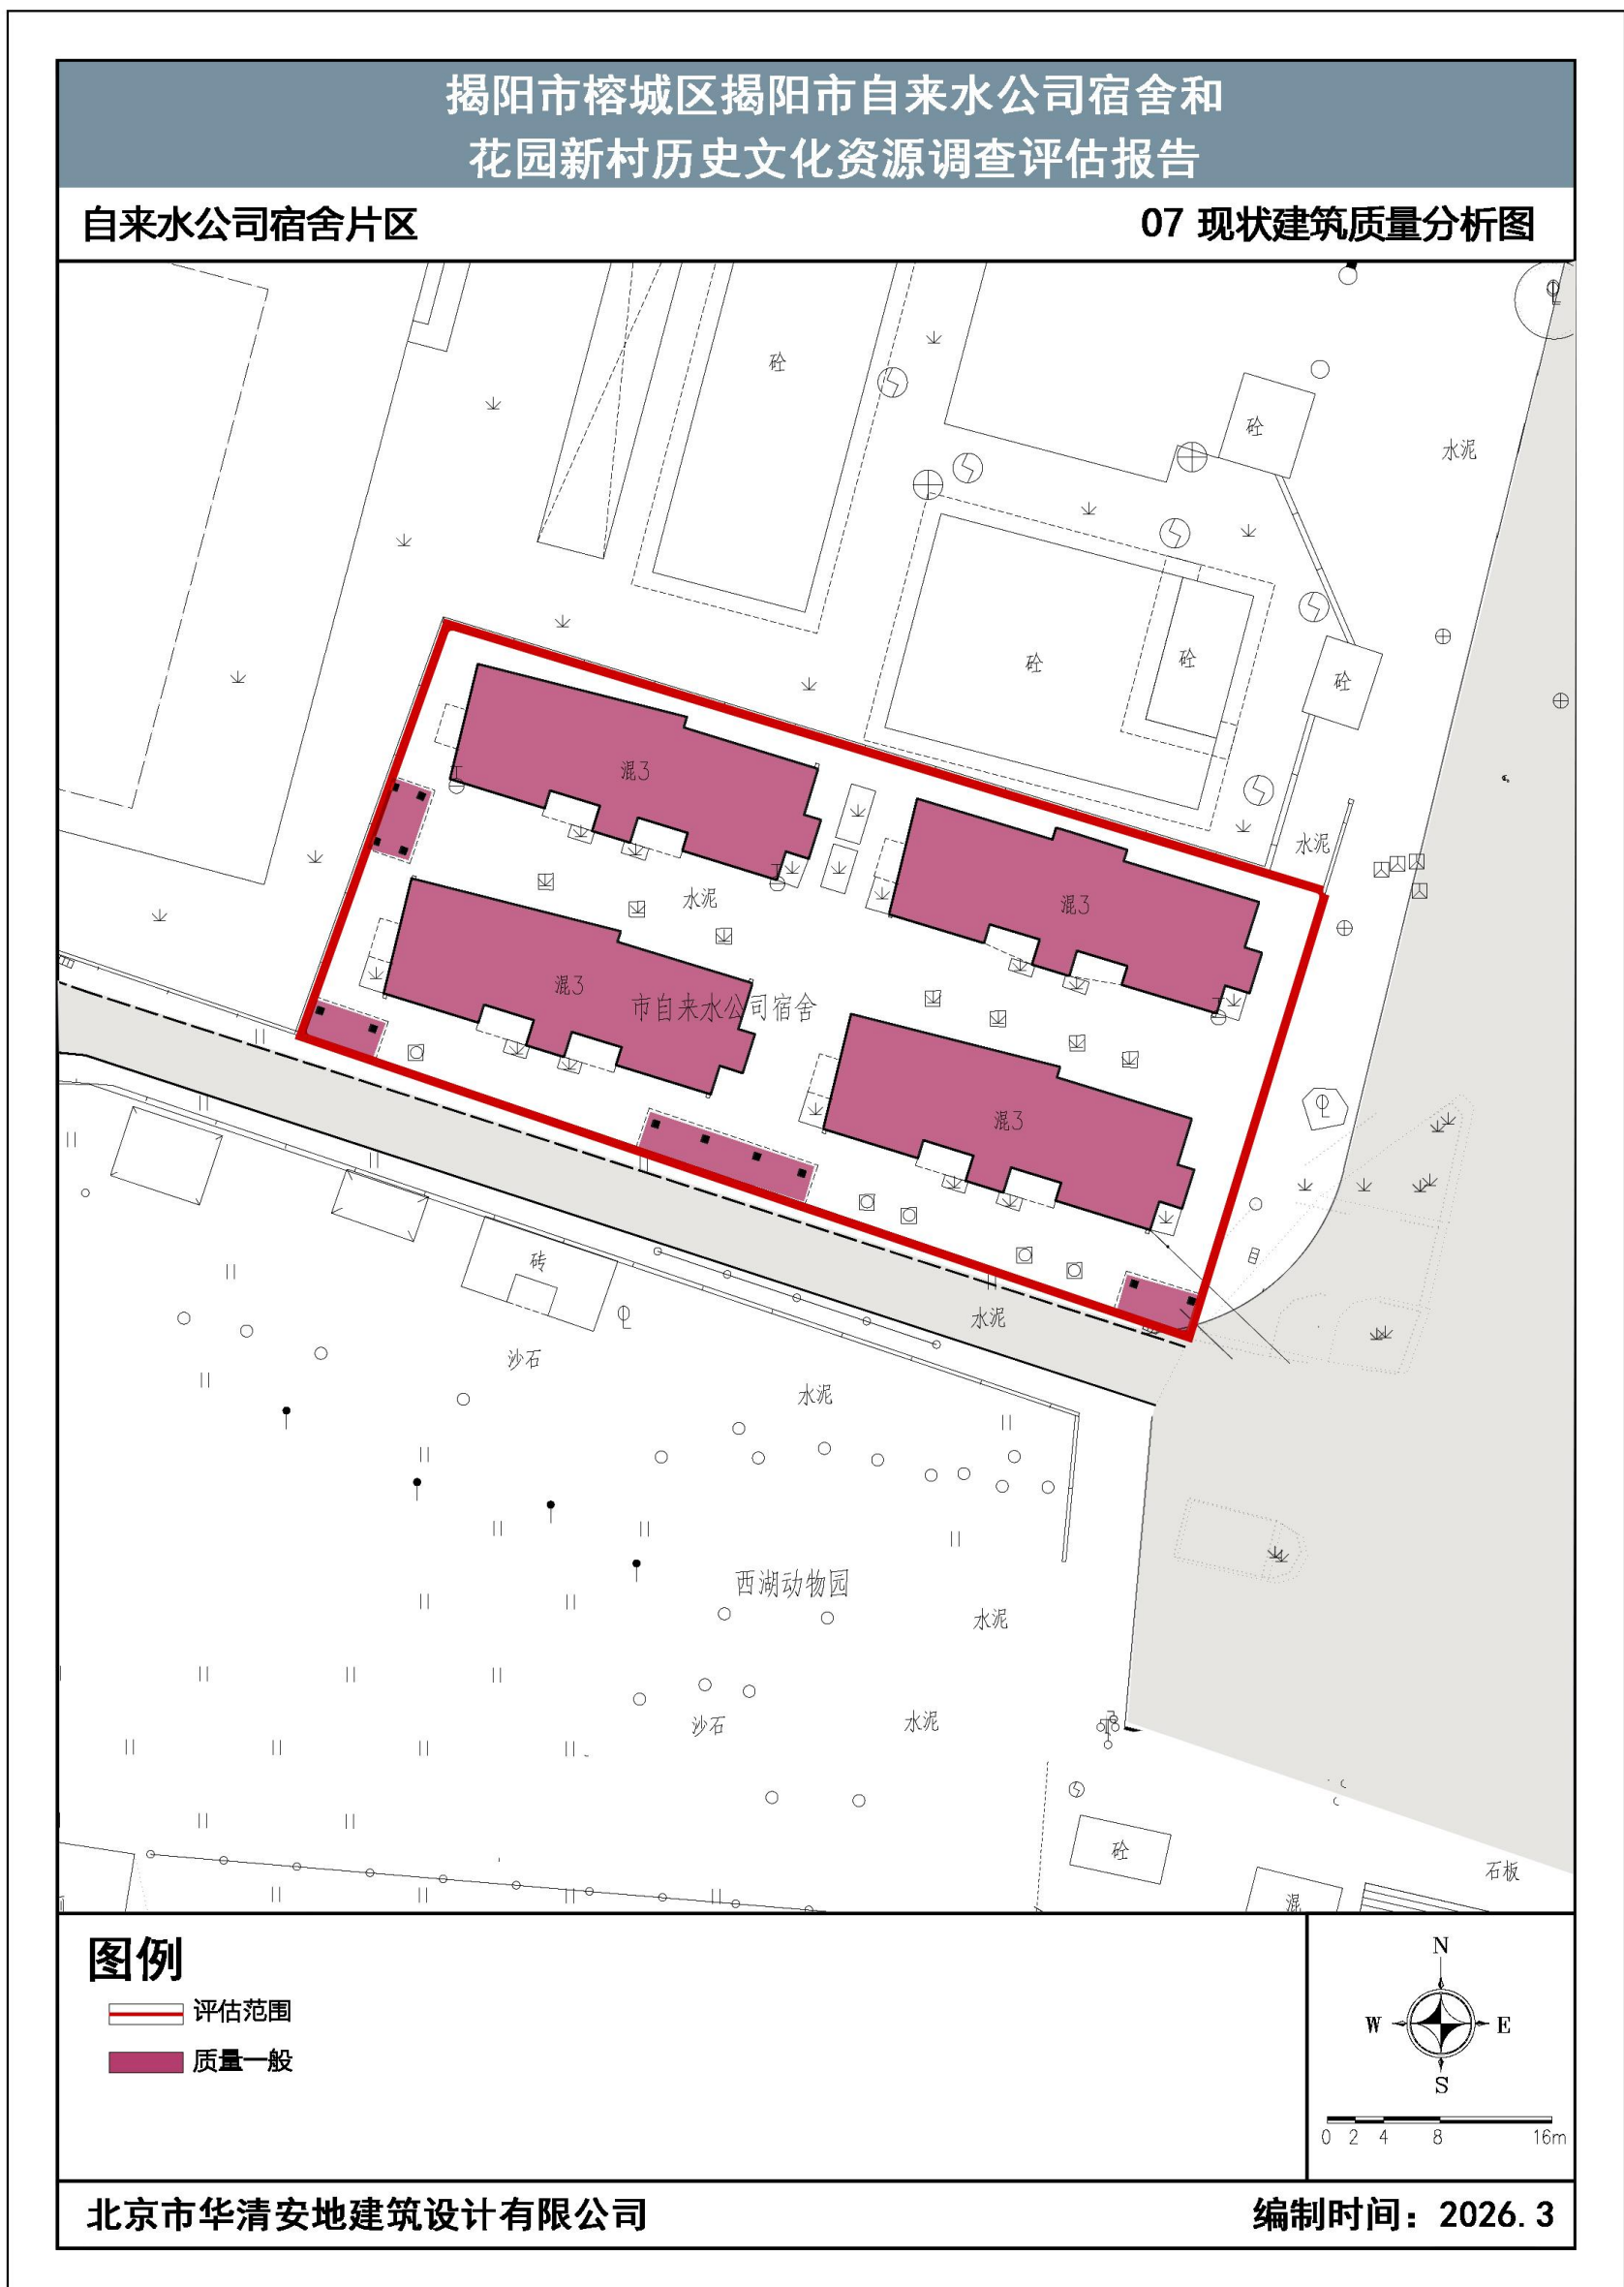 揭阳市榕城区揭阳市自来水公司宿舍和
花园新村历史文化资源调查评估报告
自来水公司宿舍片区
07 现状建筑质量分析图
砼
砼
水泥
砼
砼
砼
混3
水泥
水泥
混3
混3
市自来水公司宿舍
混3
砖
水泥
沙石
水泥
西湖动物园
水泥
沙石
水泥
砼
石板
混
图例
评估范围
质量一般
N
W E
S
0 2 4 8 16m
北京市华清安地建筑设计有限公司
编制时间：2026.3